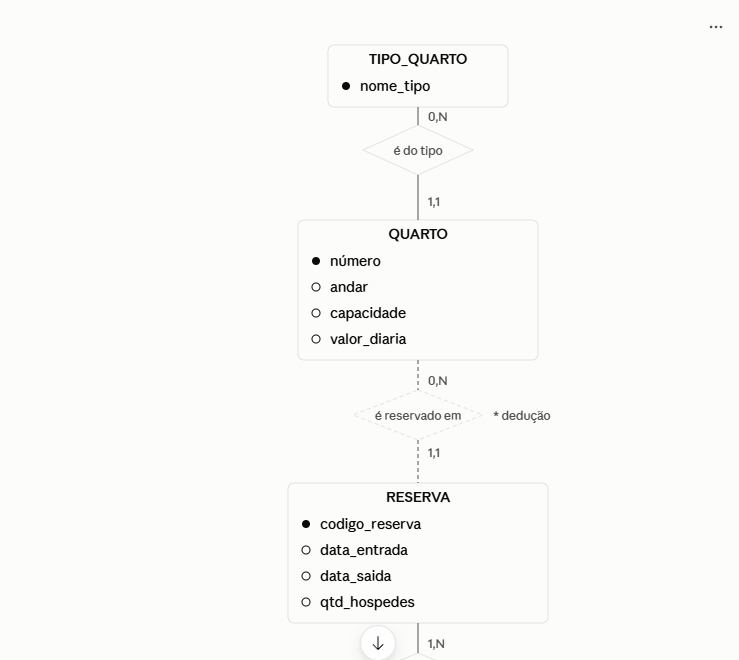 TIPO_QUARTO
nome_tipo
0,N
é do tipo
1,1
QUARTO
número
andar
capacidade
valor_diaria
0,N
é reservado em * dedução
1,1
RESERVA
codigo_reserva
data_entrada
data_saida
qtd_hospedes
1,N